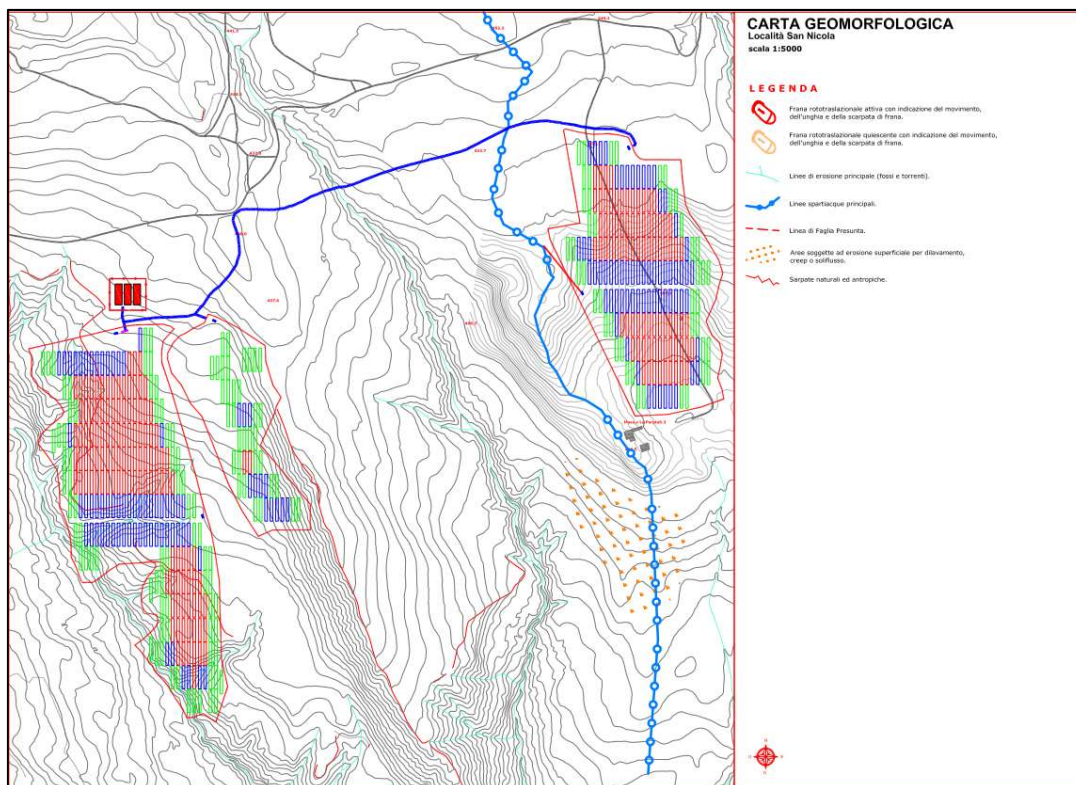 CARTA GEOMORFOLOGICA
Località San Nicola
scala 1:5000
LEGENDA
Frana rototraslazionale attiva con indicazione del movimento,
dell'unghia e della scarpata di frana.
Frana rototraslazionale quiescente con indicazione del movimento,
dell'unghia e della scarpata di frana.
Linee di erosione principale (fossi e torrenti).
Linee spartiacque principali.
Linea di Faglia Presunta.
Aree soggette ad erosione superficiale per dilavamento,
creep o soliflusso.
Sarpate naturali ed antropiche.